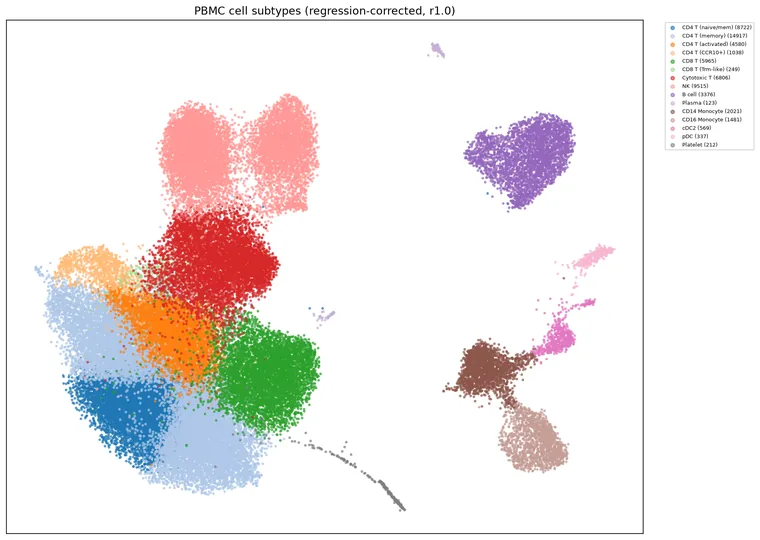 PBMC cell subtypes (regression-corrected, r1.0)
CD4 T (naive/mem) (8722)
CD4 T (memory) (14917)
CD4 T (activated) (4580)
CD4 T (CCR10+) (1038)
CD8 T (5965)
CD8 T (Trm-like) (249)
Cytotoxic T (6806)
NK (9515)
B cell (3376)
Plasma (123)
CD14 Monocyte (2021)
CD16 Monocyte (1481)
cDC2 (569)
pDC (337)
Platelet (212)